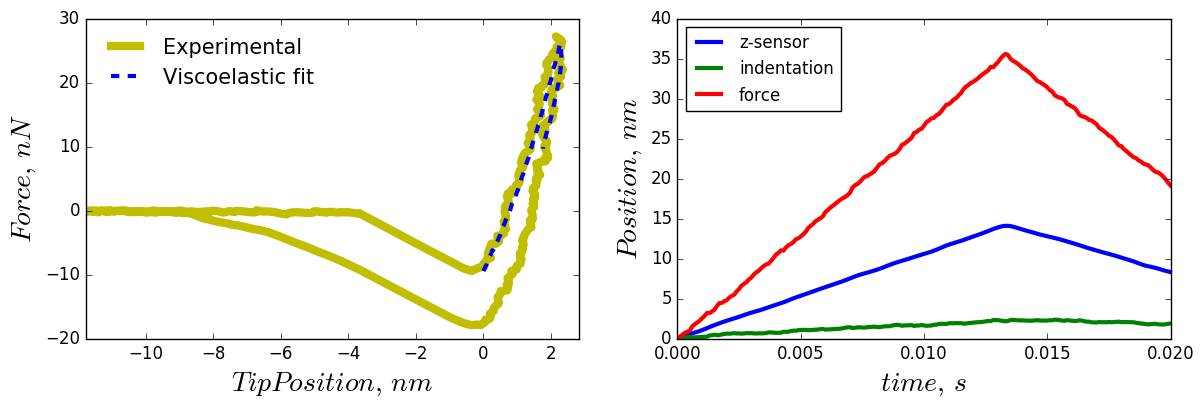 Experimental
Viscoelastic fit
30
20
10
0
−10
−20
Force, nN
−10 −8 −6 −4 −2 0 2
TipPosition, nm
z-sensor
indentation
force
40
35
30
25
20
15
10
5
0
Position, nm
0.000 0.005 0.010 0.015 0.020
time, s